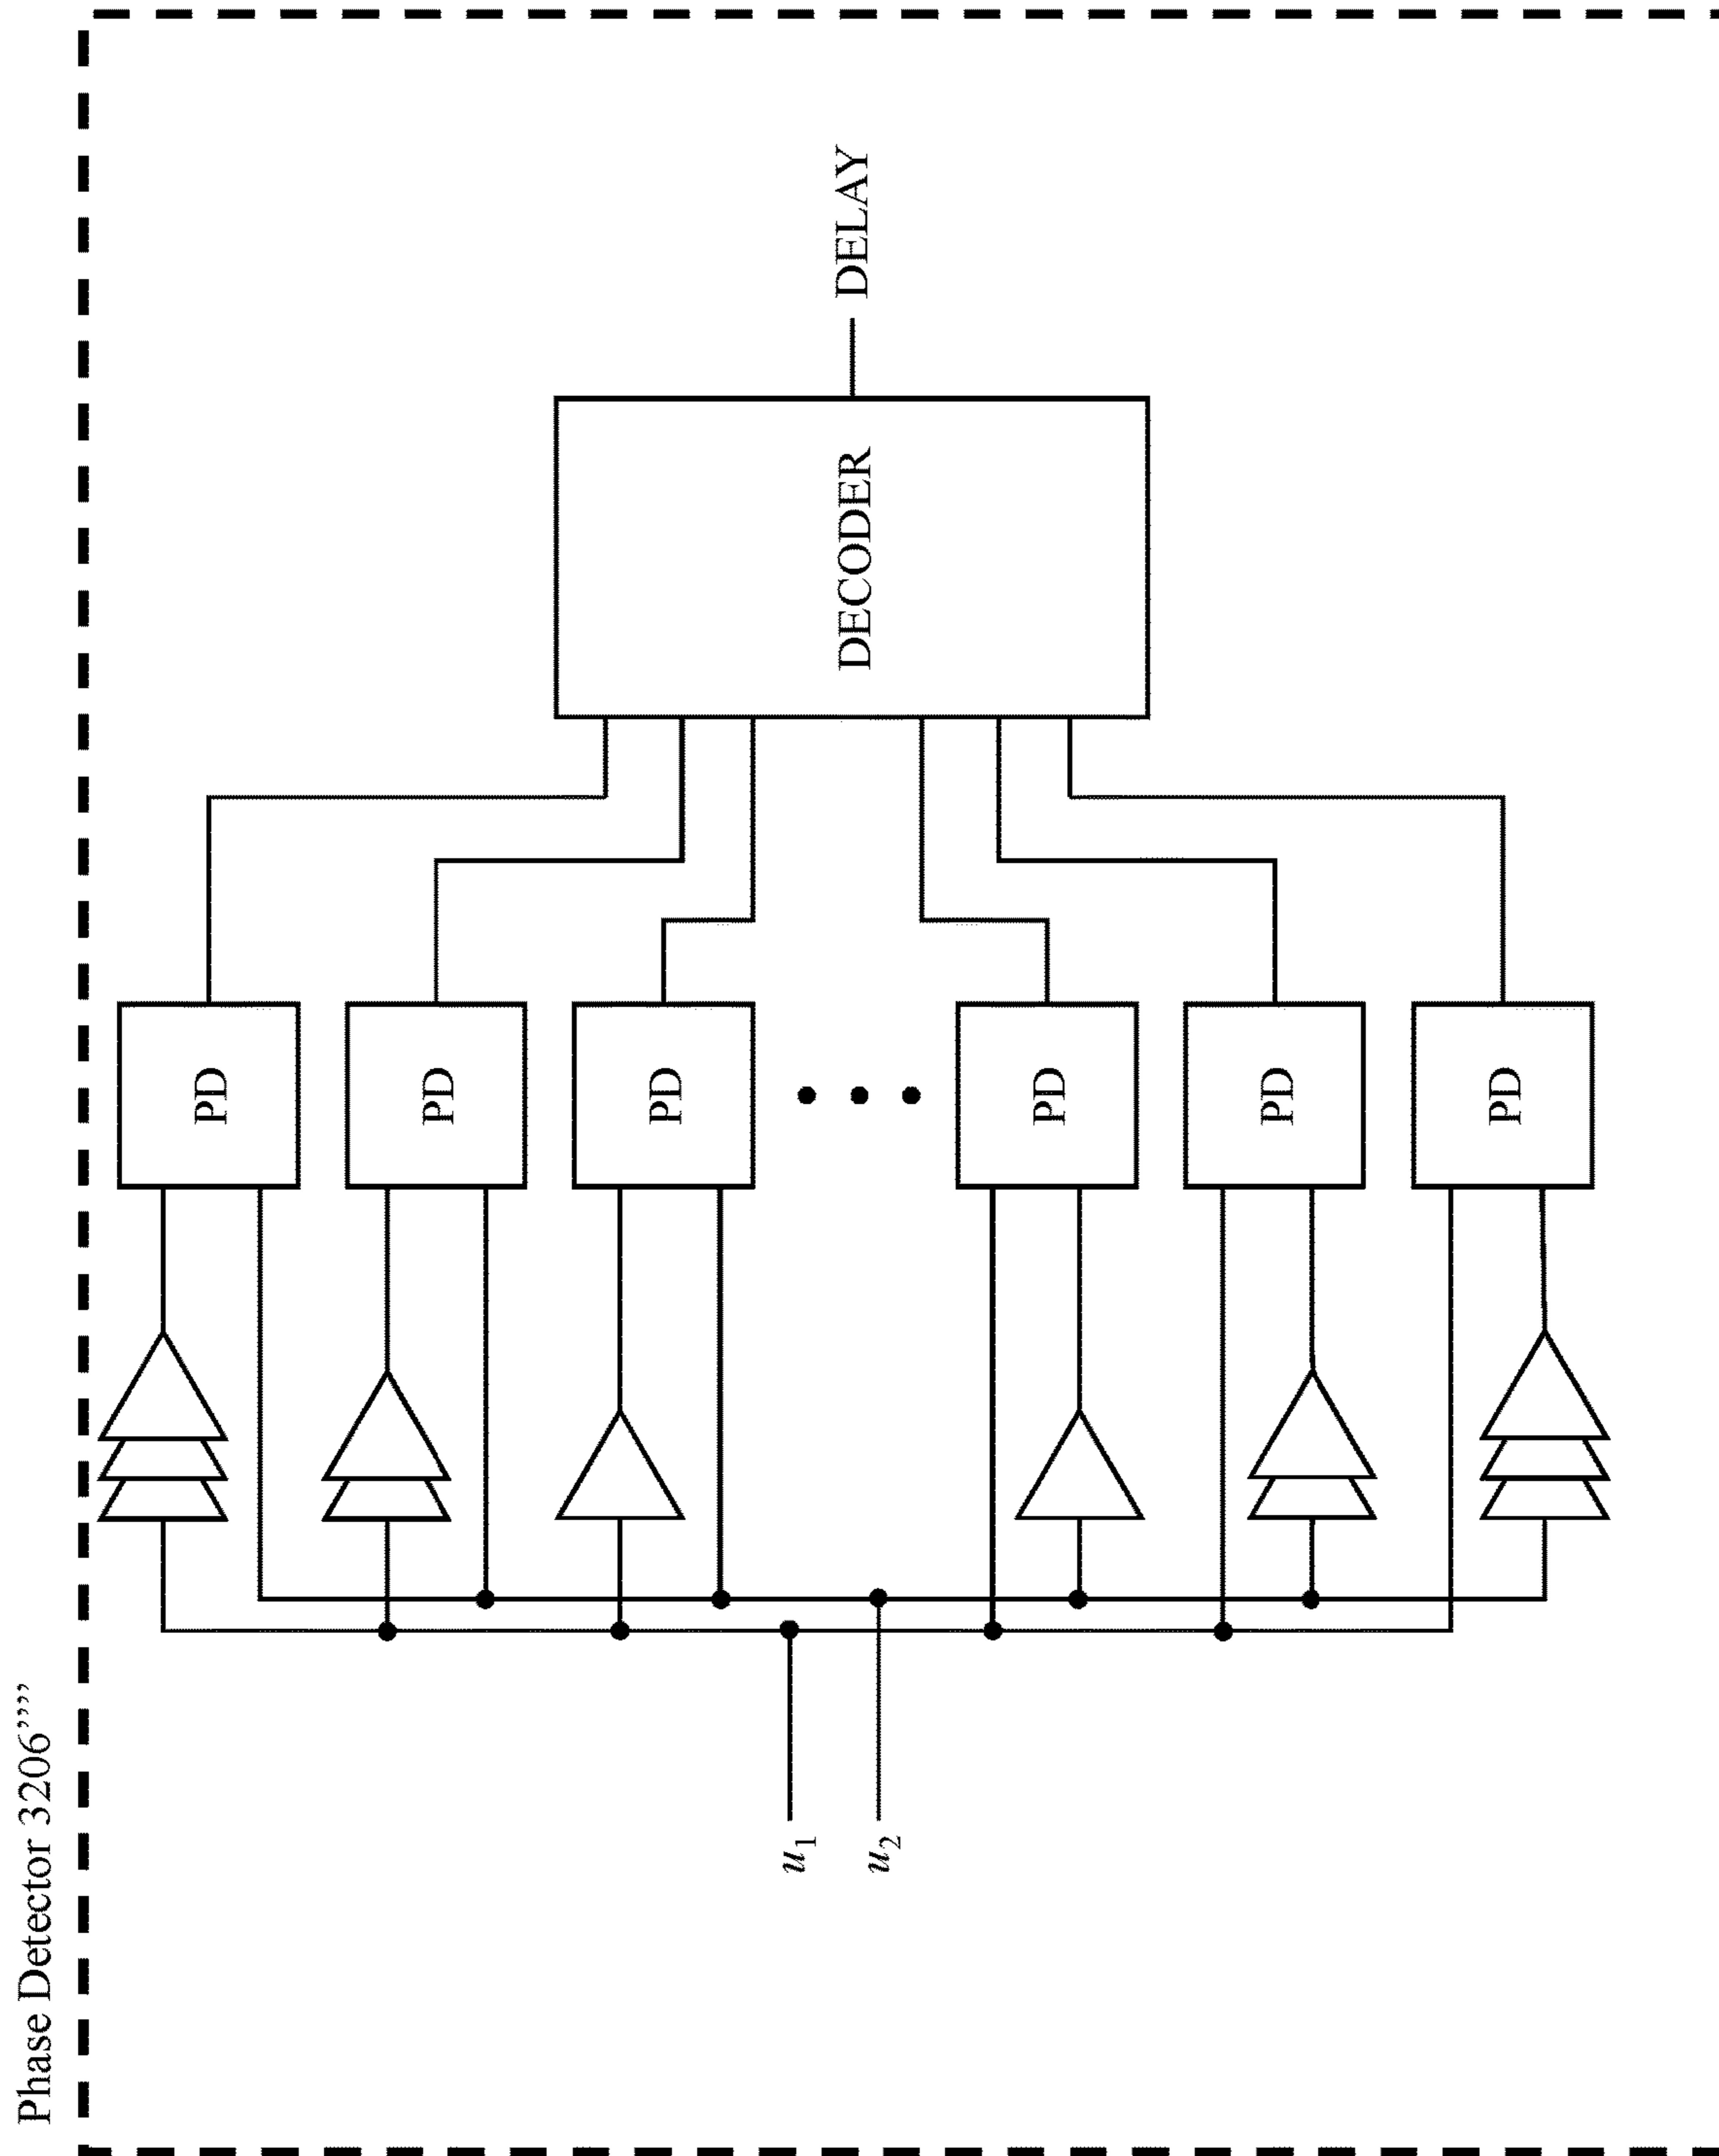 Phase Detector 3206””
u1
u2
PD
PD
PD
PD
PD
PD
DECODER
DELAY